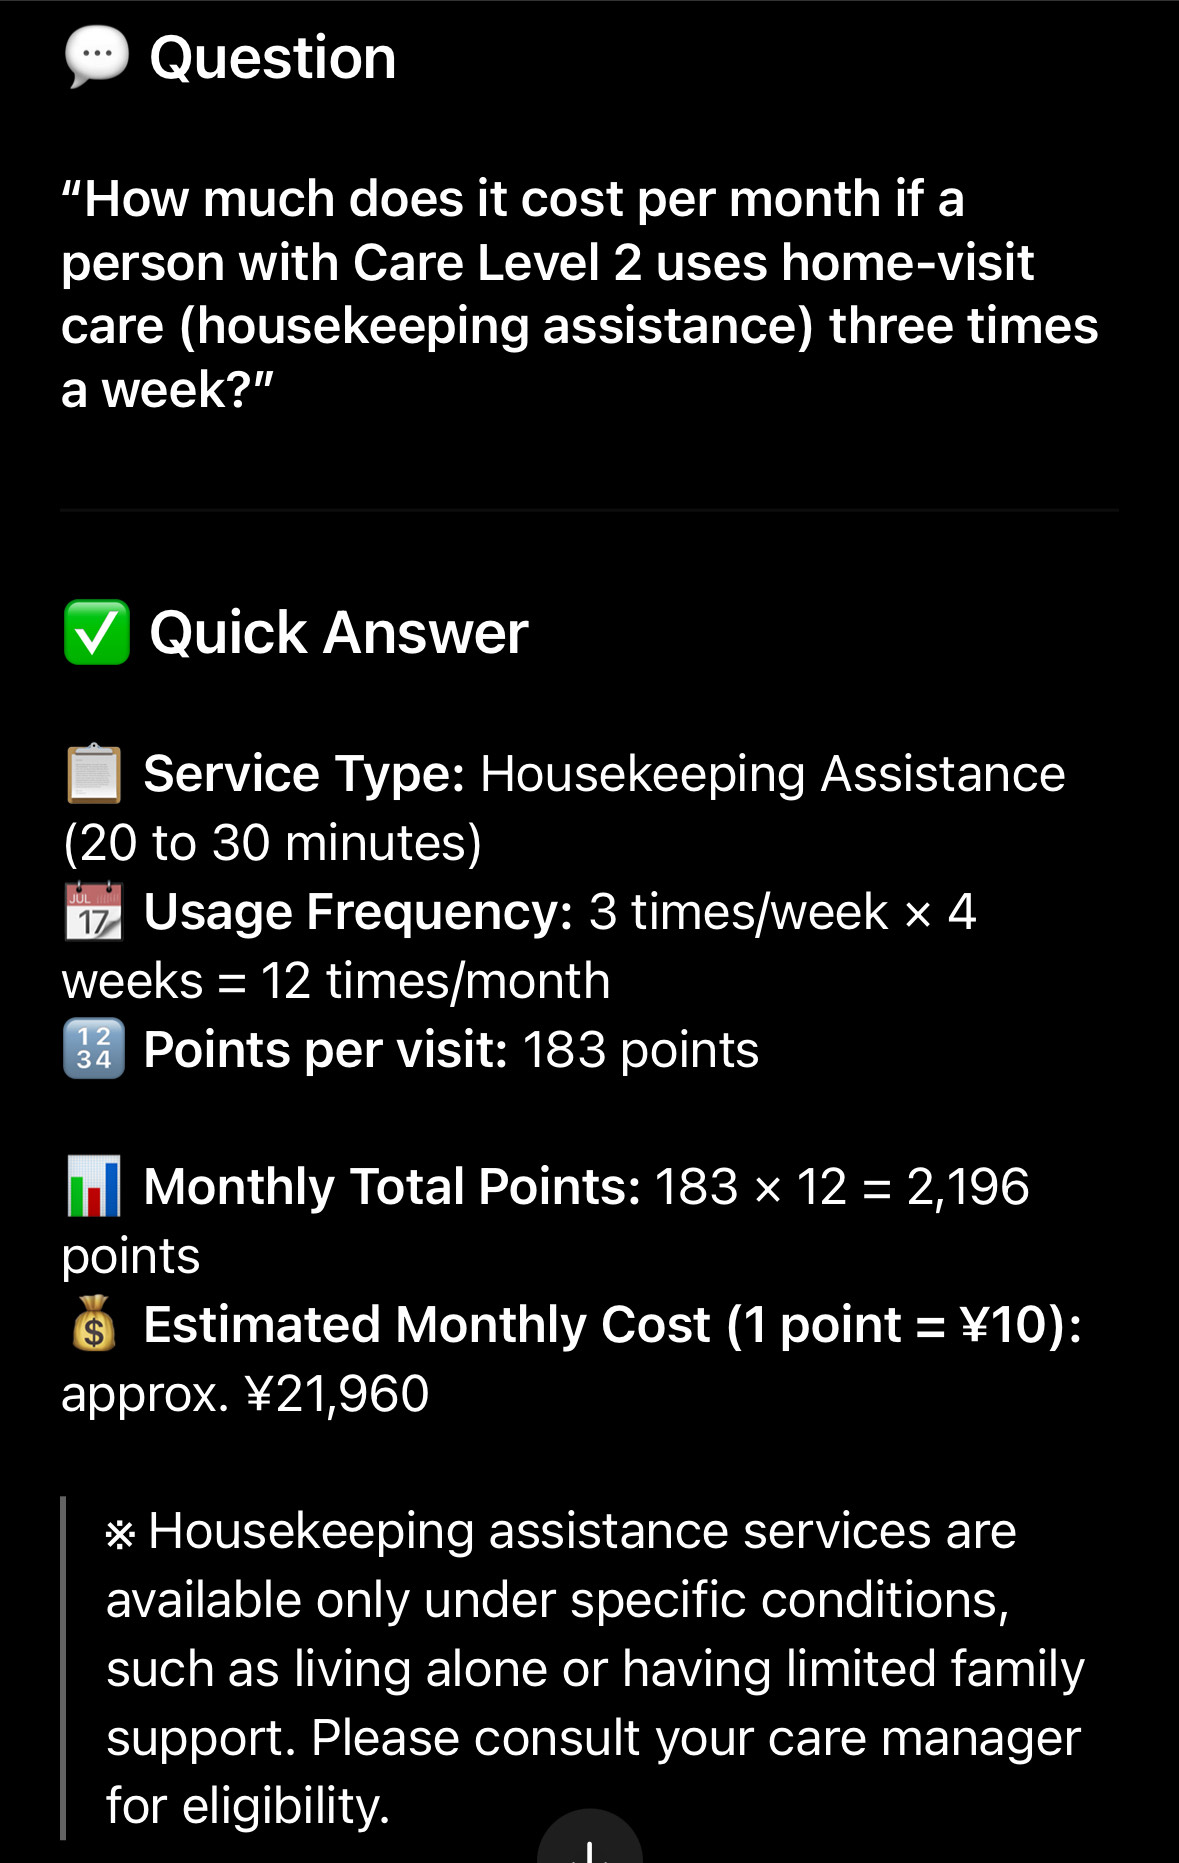 💬 Question
“How much does it cost per month if a
person with Care Level 2 uses home-visit
care (housekeeping assistance) three times
a week?”
✅ Quick Answer
📋 Service Type: Housekeeping Assistance
(20 to 30 minutes)
📅 Usage Frequency: 3 times/week × 4
weeks = 12 times/month
🔢 Points per visit: 183 points
📊 Monthly Total Points: 183 × 12 = 2,196
points
💰 Estimated Monthly Cost (1 point = ¥10):
approx. ¥21,960
※ Housekeeping assistance services are
available only under specific conditions,
such as living alone or having limited family
support. Please consult your care manager
for eligibility.